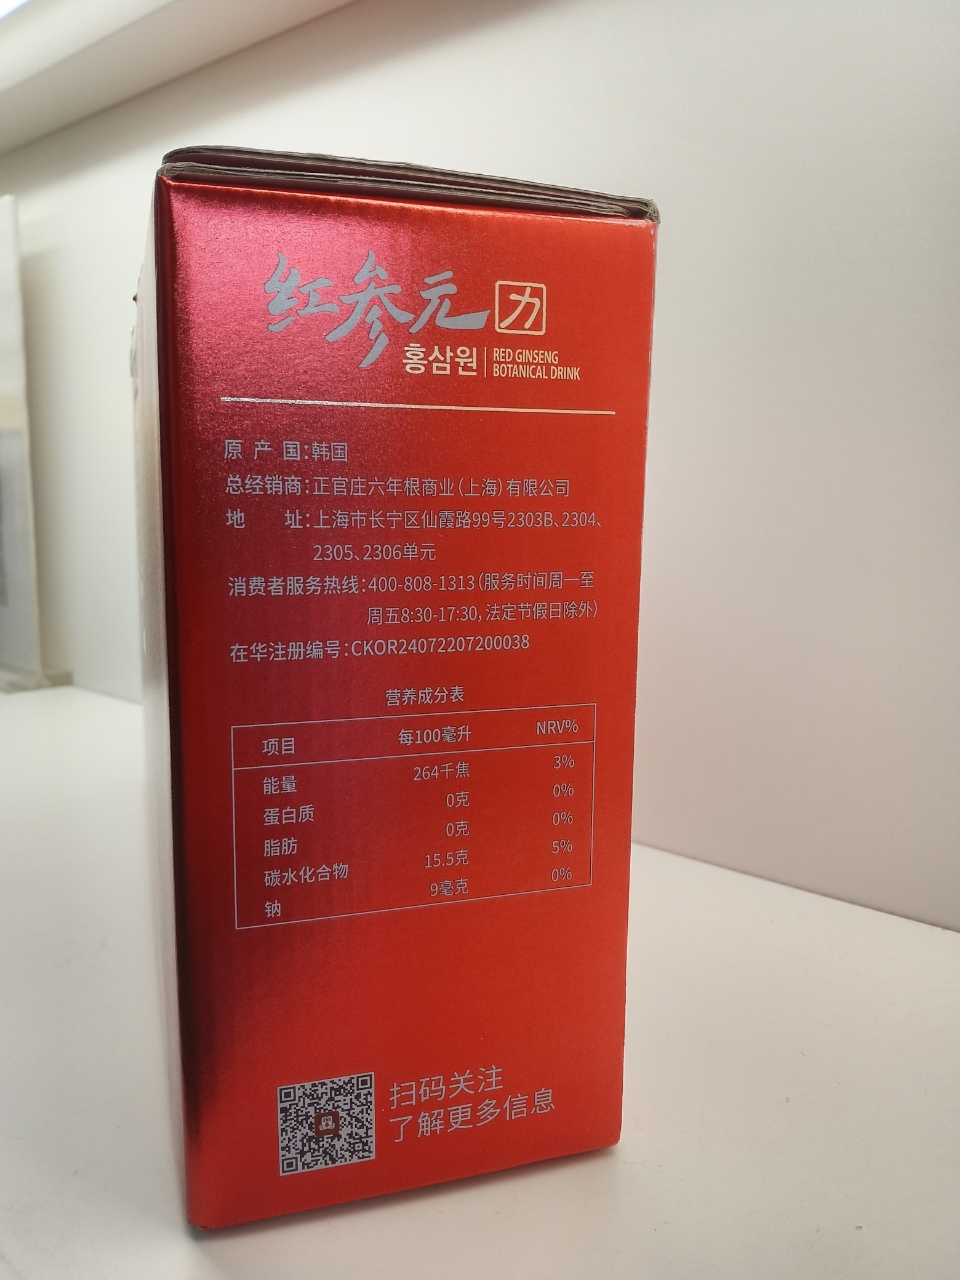 红参元力
홍삼원
RED GINSENG
BOTANICAL DRINK
原产国:韩国
总经销商:正官庄六年根商业(上海)有限公司
地 址:上海市长宁区仙霞路99号2303B、2304、
2305、2306单元
消费者服务热线:400-808-1313(服务时间周一至
周五8:30-17:30,法定节假日除外)
在华注册编号:CKOR24072207200038
营养成分表
项目 每100毫升 NRV%
能量 264千焦 3%
蛋白质 0克 0%
脂肪 0克 0%
碳水化合物 15.5克 5%
钠 9毫克 0%
扫码关注
了解更多信息